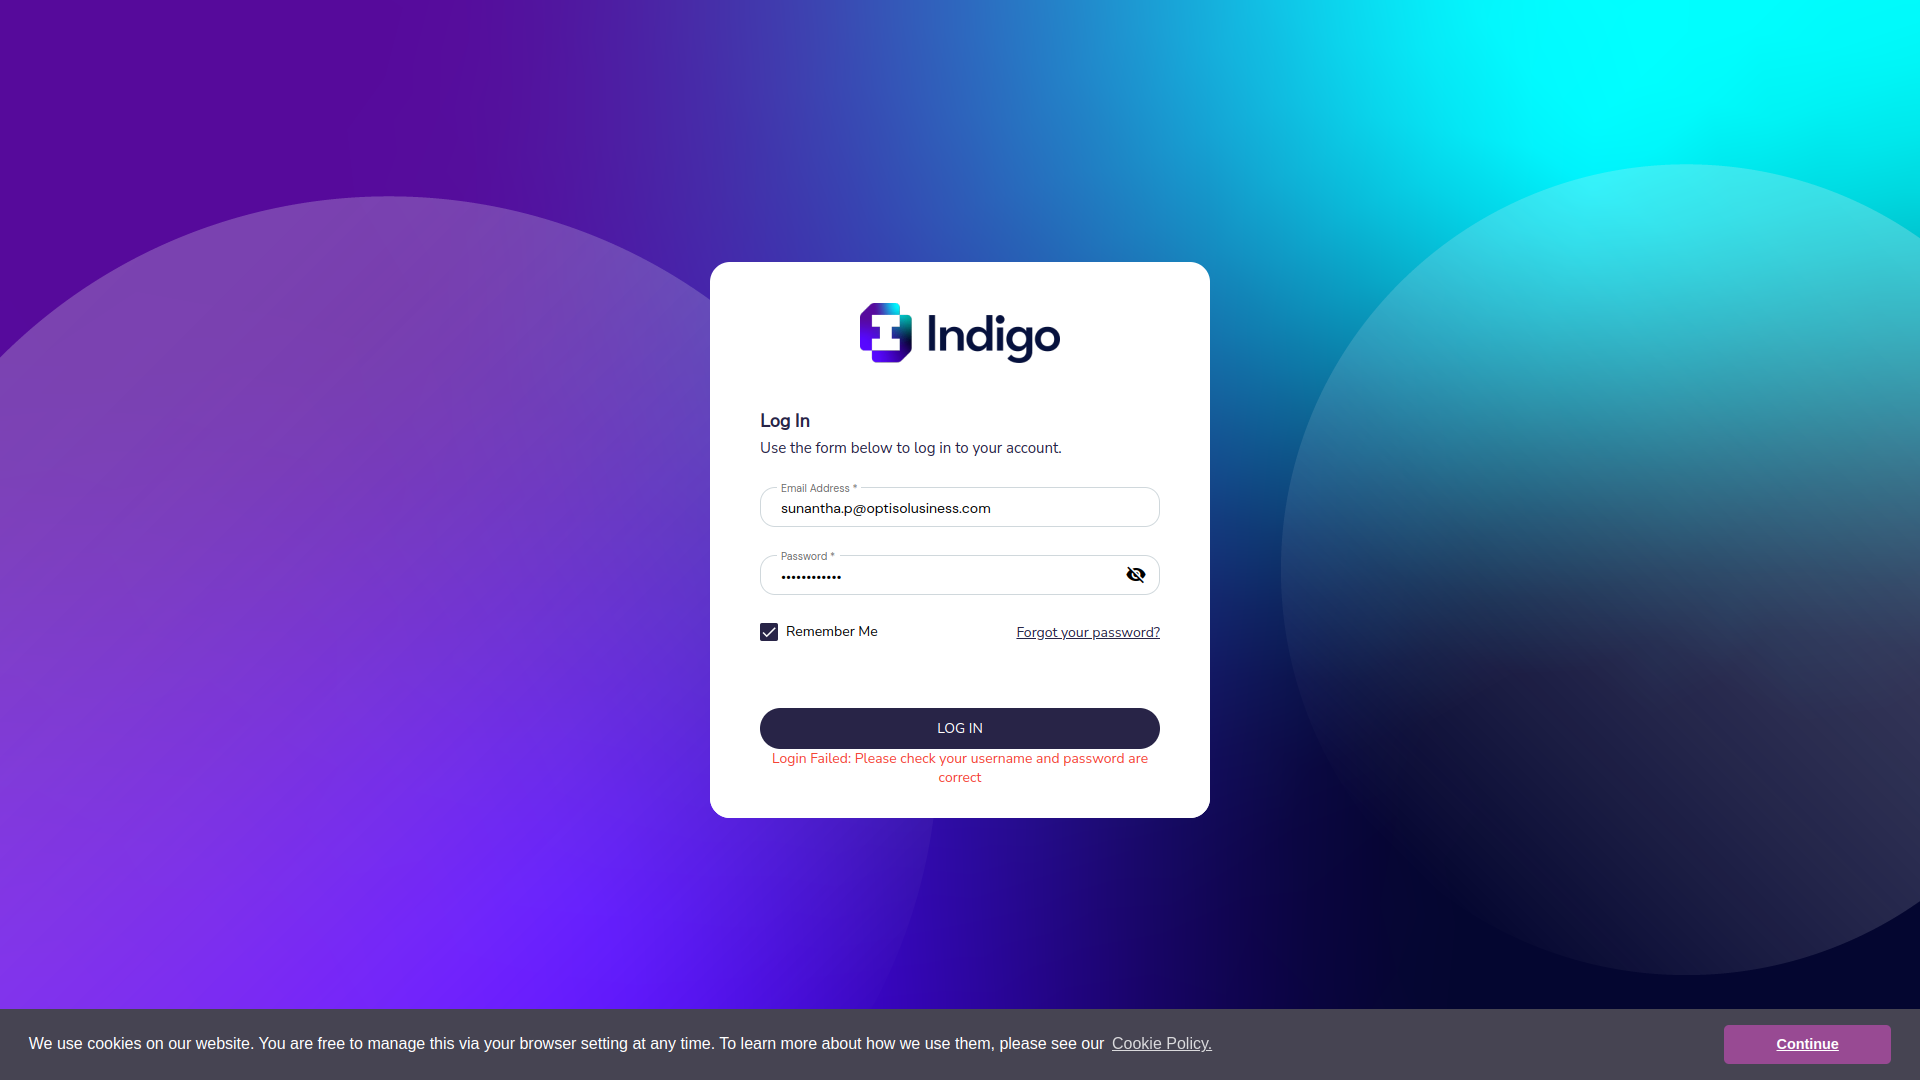 Indigo
Log In
Use the form below to log in to your account.
Email Address *
sunantha.p@optisolusiness.com
Password *
••••••••••••
Remember Me
Forgot your password?
LOG IN
Login Failed: Please check your username and password are
correct
We use cookies on our website. You are free to manage this via your browser setting at any time. To learn more about how we use them, please see our Cookie Policy.
Continue